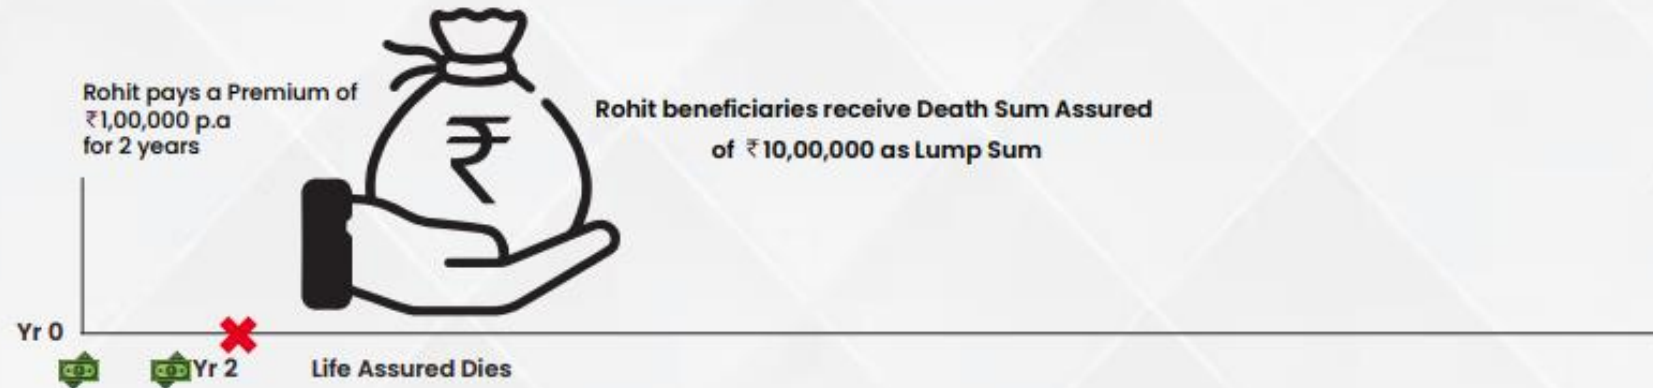 Rohit pays a Premium of
₹1,00,000 p.a
for 2 years
₹
Rohit beneficiaries receive Death Sum Assured
of ₹10,00,000 as Lump Sum
Yr 0
Yr 2
Life Assured Dies